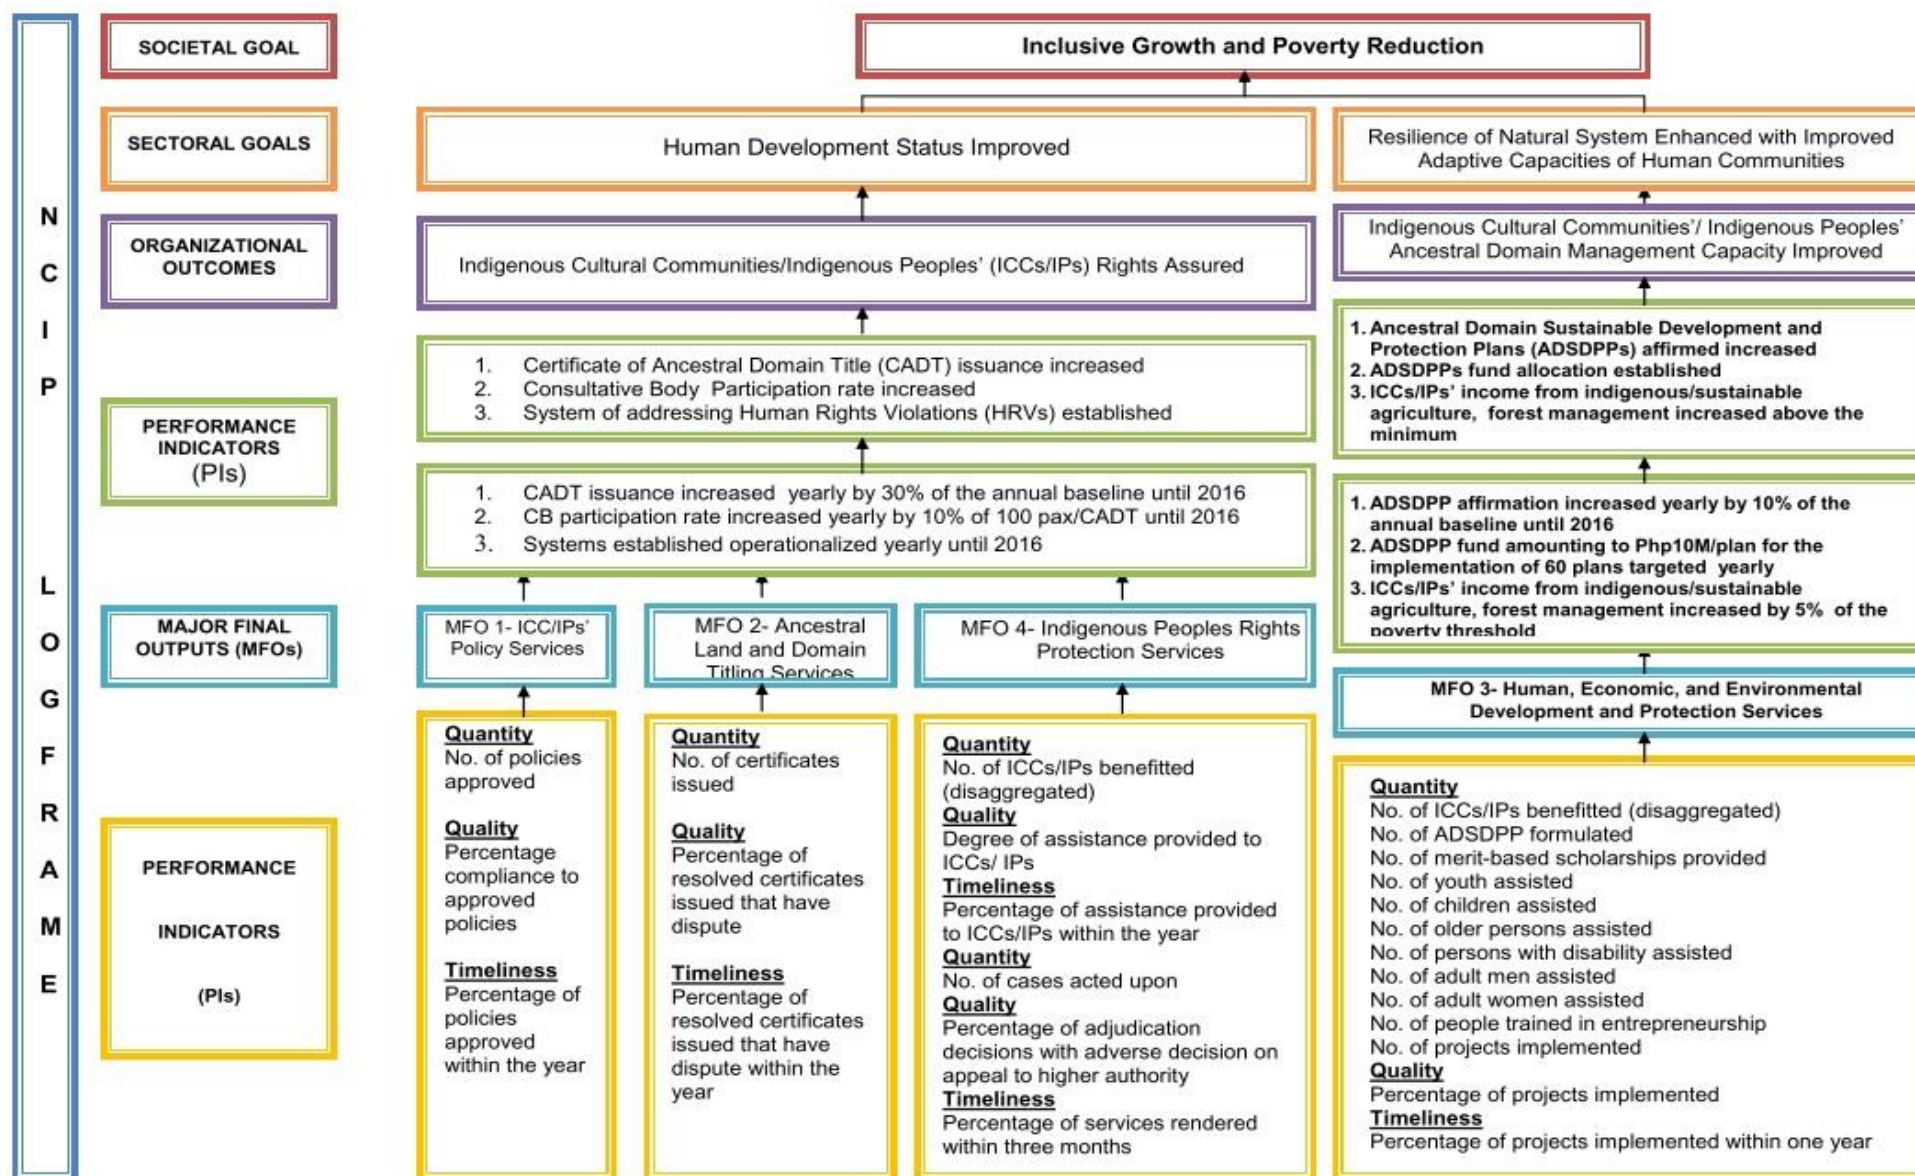 NCIP LOGFRAME
SOCIETAL GOAL
Inclusive Growth and Poverty Reduction
SECTORAL GOALS
Human Development Status Improved
Resilience of Natural System Enhanced with Improved
Adaptive Capacities of Human Communities
ORGANIZATIONAL
OUTCOMES
Indigenous Cultural Communities/Indigenous Peoples' (ICCs/IPs) Rights Assured
Indigenous Cultural Communities'/ Indigenous Peoples'
Ancestral Domain Management Capacity Improved
PERFORMANCE
INDICATORS
(PIs)
1. Certificate of Ancestral Domain Title (CADT) issuance increased
2. Consultative Body Participation rate increased
3. System of addressing Human Rights Violations (HRVs) established
1. Ancestral Domain Sustainable Development and
Protection Plans (ADSDPPs) affirmed increased
2. ADSDPPs fund allocation established
3. ICCs/IPs' income from indigenous/sustainable
agriculture, forest management increased above the
minimum
1. CADT issuance increased yearly by 30% of the annual baseline until 2016
2. CB participation rate increased yearly by 10% of 100 pax/CADT until 2016
3. Systems established operationalized yearly until 2016
1. ADSDPP affirmation increased yearly by 10% of the
annual baseline until 2016
2. ADSDPP fund amounting to Php10M/plan for the
implementation of 60 plans targeted yearly
3. ICCs/IPs' income from indigenous/sustainable
agriculture, forest management increased by 5% of the
poverty threshold
MAJOR FINAL
OUTPUTS (MFOs)
MFO 1- ICC/IPs'
Policy Services
MFO 2- Ancestral
Land and Domain
Titling Services
MFO 4- Indigenous Peoples Rights
Protection Services
MFO 3- Human, Economic, and Environmental
Development and Protection Services
PERFORMANCE
INDICATORS
(PIs)
Quantity
No. of policies
approved
Quality
Percentage
compliance to
approved
policies
Timeliness
Percentage of
policies
approved
within the year
Quantity
No. of certificates
issued
Quality
Percentage of
resolved certificates
issued that have
dispute
Timeliness
Percentage of
resolved certificates
issued that have
dispute within the
year
Quantity
No. of ICCs/IPs benefitted
(disaggregated)
Quality
Degree of assistance provided to
ICCs/ IPs
Timeliness
Percentage of assistance provided
to ICCs/IPs within the year
Quantity
No. of cases acted upon
Quality
Percentage of adjudication
decisions with adverse decision on
appeal to higher authority
Timeliness
Percentage of services rendered
within three months
Quantity
No. of ICCs/IPs benefitted (disaggregated)
No. of ADSDPP formulated
No. of merit-based scholarships provided
No. of youth assisted
No. of children assisted
No. of older persons assisted
No. of persons with disability assisted
No. of adult men assisted
No. of adult women assisted
No. of people trained in entrepreneurship
No. of projects implemented
Quality
Percentage of projects implemented
Timeliness
Percentage of projects implemented within one year